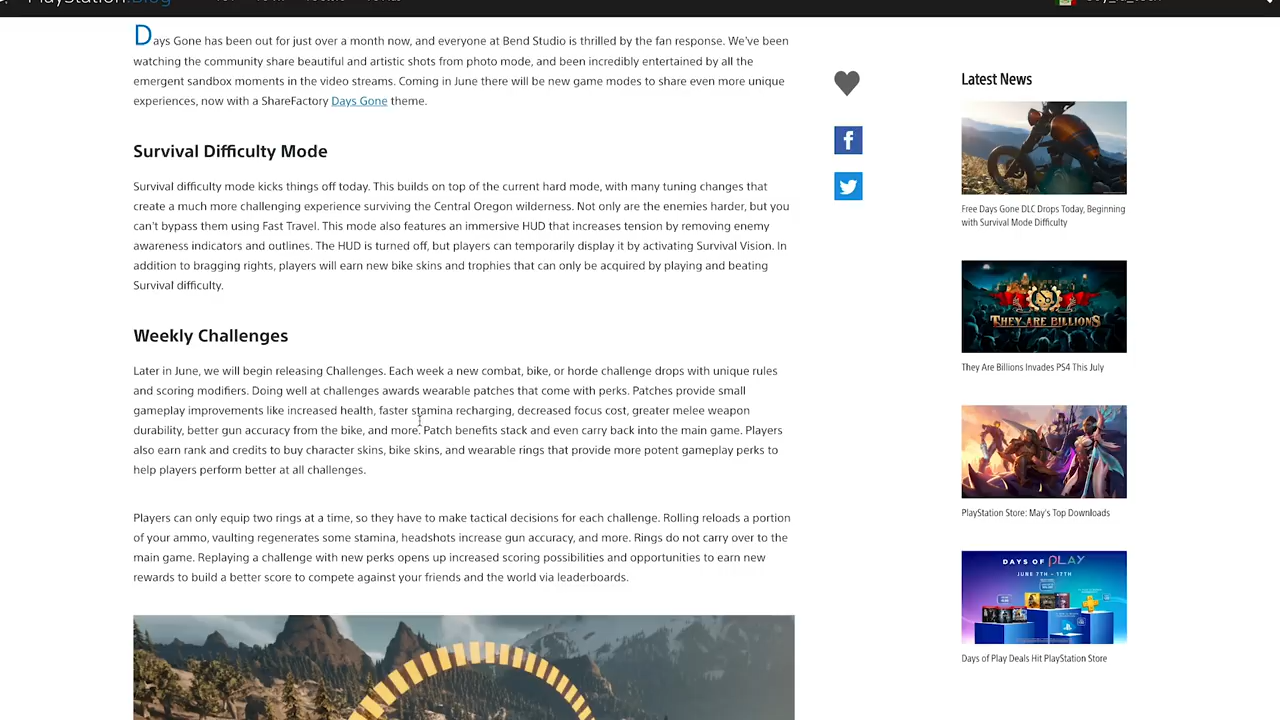 PlayStation.Blog
Days Gone has been out for just over a month now, and everyone at Bend Studio is thrilled by the fan response. We've been
watching the community share beautiful and artistic shots from photo mode, and been incredibly entertained by all the
emergent sandbox moments in the video streams. Coming in June there will be new game modes to share even more unique
experiences, now with a ShareFactory Days Gone theme.
Survival Difficulty Mode
Survival difficulty mode kicks things off today. This builds on top of the current hard mode, with many tuning changes that
create a much more challenging experience surviving the Central Oregon wilderness. Not only are the enemies harder, but you
can't bypass them using Fast Travel. This mode also features an immersive HUD that increases tension by removing enemy
awareness indicators and outlines. The HUD is turned off, but players can temporarily display it by activating Survival Vision. In
addition to bragging rights, players will earn new bike skins and trophies that can only be acquired by playing and beating
Survival difficulty.
Weekly Challenges
Later in June, we will begin releasing Challenges. Each week a new combat, bike, or horde challenge drops with unique rules
and scoring modifiers. Doing well at challenges awards wearable patches that come with perks. Patches provide small
gameplay improvements like increased health, faster stamina recharging, decreased focus cost, greater melee weapon
durability, better gun accuracy from the bike, and more. Patch benefits stack and even carry back into the main game. Players
also earn rank and credits to buy character skins, bike skins, and wearable rings that provide more potent gameplay perks to
help players perform better at all challenges.
Players can only equip two rings at a time, so they have to make tactical decisions for each challenge. Rolling reloads a portion
of your ammo, vaulting regenerates some stamina, headshots increase gun accuracy, and more. Rings do not carry over to the
main game. Replaying a challenge with new perks opens up increased scoring possibilities and opportunities to earn new
rewards to build a better score to compete against your friends and the world via leaderboards.
Latest News
Free Days Gone DLC Drops Today, Beginning
with Survival Mode Difficulty
THEY ARE BILLIONS
They Are Billions Invades PS4 This July
PlayStation Store: May's Top Downloads
DAYS OF PLAY
JUNE 7TH - 17TH
Days of Play Deals Hit PlayStation Store